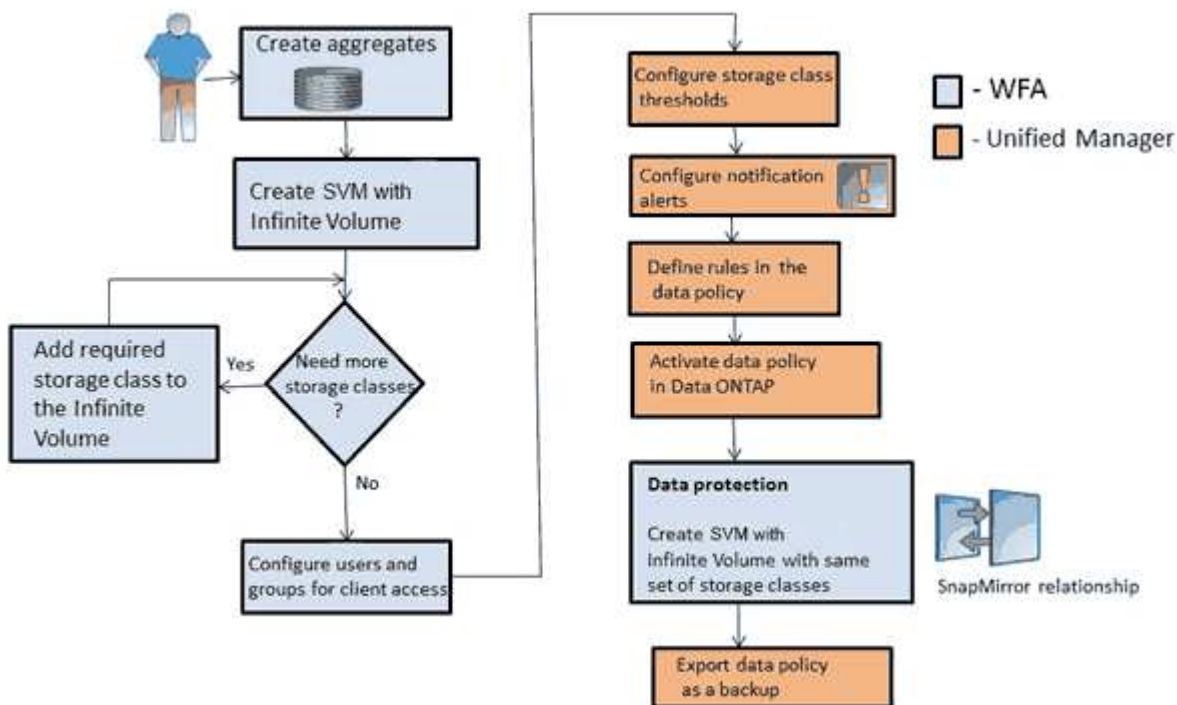 Create aggregates
Create SVM with
Infinite Volume
Add required
storage class to
the Infinite
Volume
Yes
Need more
storage classes
?
No
Configure users and
groups for client access
Configure storage class
thresholds
Configure notification
alerts
Define rules in the
data policy
Activate data policy
in Data ONTAP
Data protection
Create SVM with
Infinite Volume with same
set of storage classes
SnapMirror relationship
Export data policy
as a backup
- WFA
- Unified Manager